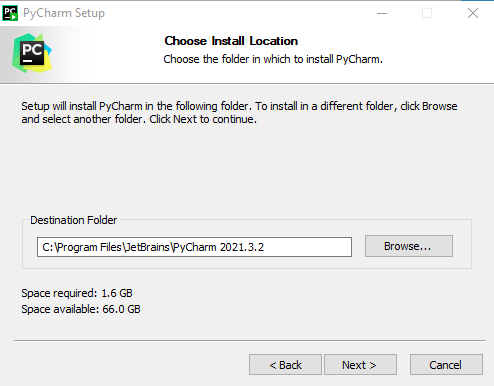 PC PyCharm Setup
PC
Choose Install Location
Choose the folder in which to install PyCharm.
Setup will install PyCharm in the following folder. To install in a different folder, click Browse
and select another folder. Click Next to continue.
Destination Folder
C:\Program Files\JetBrains\PyCharm 2021.3.2
Browse...
Space required: 1.6 GB
Space available: 66.0 GB
< Back
Next >
Cancel